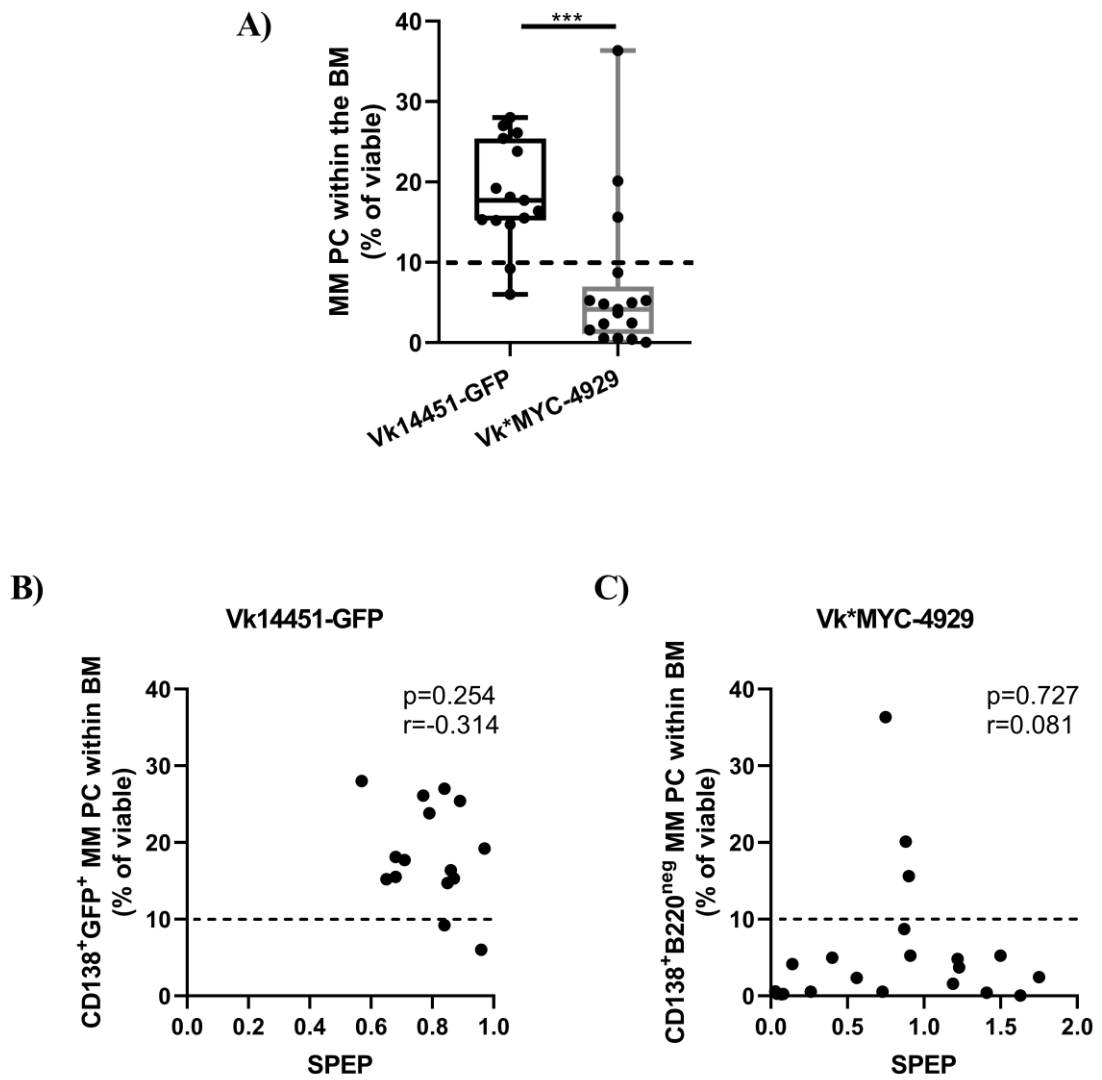 A)
***
MM PC within the BM
(% of viable)
40
30
20
10
0
Vk14451-GFP
Vk*MYC-4929
B)
Vk14451-GFP
CD138+GFP+ MM PC within BM
(% of viable)
40
30
20
10
0
p=0.254
r=-0.314
0.0 0.2 0.4 0.6 0.8 1.0
SPEP
C)
Vk*MYC-4929
CD138+B220neg MM PC within BM
(% of viable)
40
30
20
10
0
p=0.727
r=0.081
0.0 0.5 1.0 1.5 2.0
SPEP